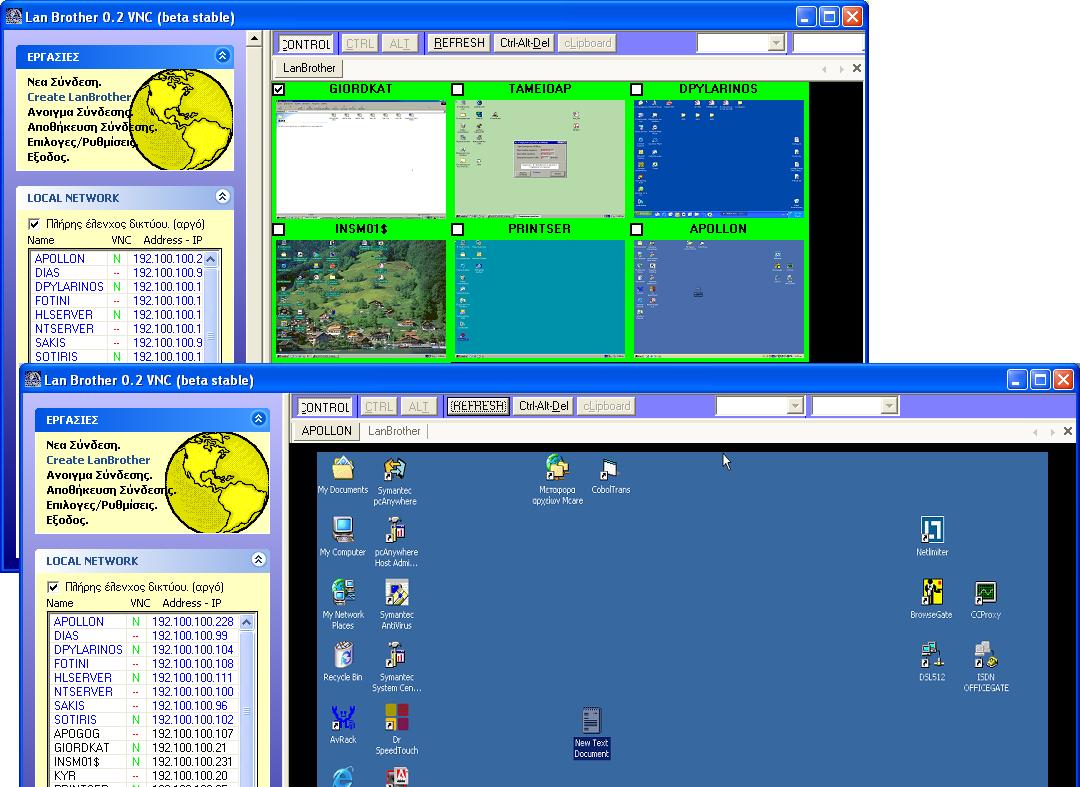 Lan Brother 0.2 VNC (beta stable)
CONTROL CTRL ALT REFRESH Ctrl-Alt-Del cLipboard
LanBrother
ΕΡΓΑΣΙΕΣ
Νεα Σύνδεση.
Create LanBrother
Ανοιγμα Σύνδεσης.
Αποθήκευση Σύνδεσης.
Επιλογες/Ρυθμίσεις
Εξοδος.
LOCAL NETWORK
Πλήρης έλενχος δικτύου. (αργό)
Name VNC Address - IP
APOLLON N 192.100.100.2
DIAS -- 192.100.100.9
DPYLARINOS N 192.100.100.1
FOTINI -- 192.100.100.1
HLSERVER N 192.100.100.1
NTSERVER -- 192.100.100.1
SAKIS -- 192.100.100.9
SOTIRIS N 192.100.100.1
GIORDKAT TAMEIOAP DPYLARINOS
INSM01$ PRINTSER APOLLON
Lan Brother 0.2 VNC (beta stable)
CONTROL CTRL ALT REFRESH Ctrl-Alt-Del cLipboard
APOLLON LanBrother
ΕΡΓΑΣΙΕΣ
Νεα Σύνδεση.
Create LanBrother
Ανοιγμα Σύνδεσης.
Αποθήκευση Σύνδεσης.
Επιλογες/Ρυθμίσεις.
Εξοδος.
LOCAL NETWORK
Πλήρης έλενχος δικτύου. (αργό)
Name VNC Address - IP
APOLLON N 192.100.100.228
DIAS -- 192.100.100.99
DPYLARINOS N 192.100.100.104
FOTINI -- 192.100.100.108
HLSERVER N 192.100.100.111
NTSERVER -- 192.100.100.100
SAKIS -- 192.100.100.96
SOTIRIS N 192.100.100.102
APOGOG -- 192.100.100.107
GIORDKAT N 192.100.100.21
INSM01$ N 192.100.100.231
KYR -- 192.100.100.20
My Documents
Symantec
pcAnywhere
Μεταφορα
αρχείων Mcare
CobolTrans
My Computer
pcAnywhere
Host Admi...
Netlimiter
My Network
Places
Symantec
AntiVirus
BrowseGate
CCProxy
Recycle Bin
Symantec
System Cen...
DSL512
ISDN
OFFICEGATE
AvRack
Dr
SpeedTouch
New Text
Document